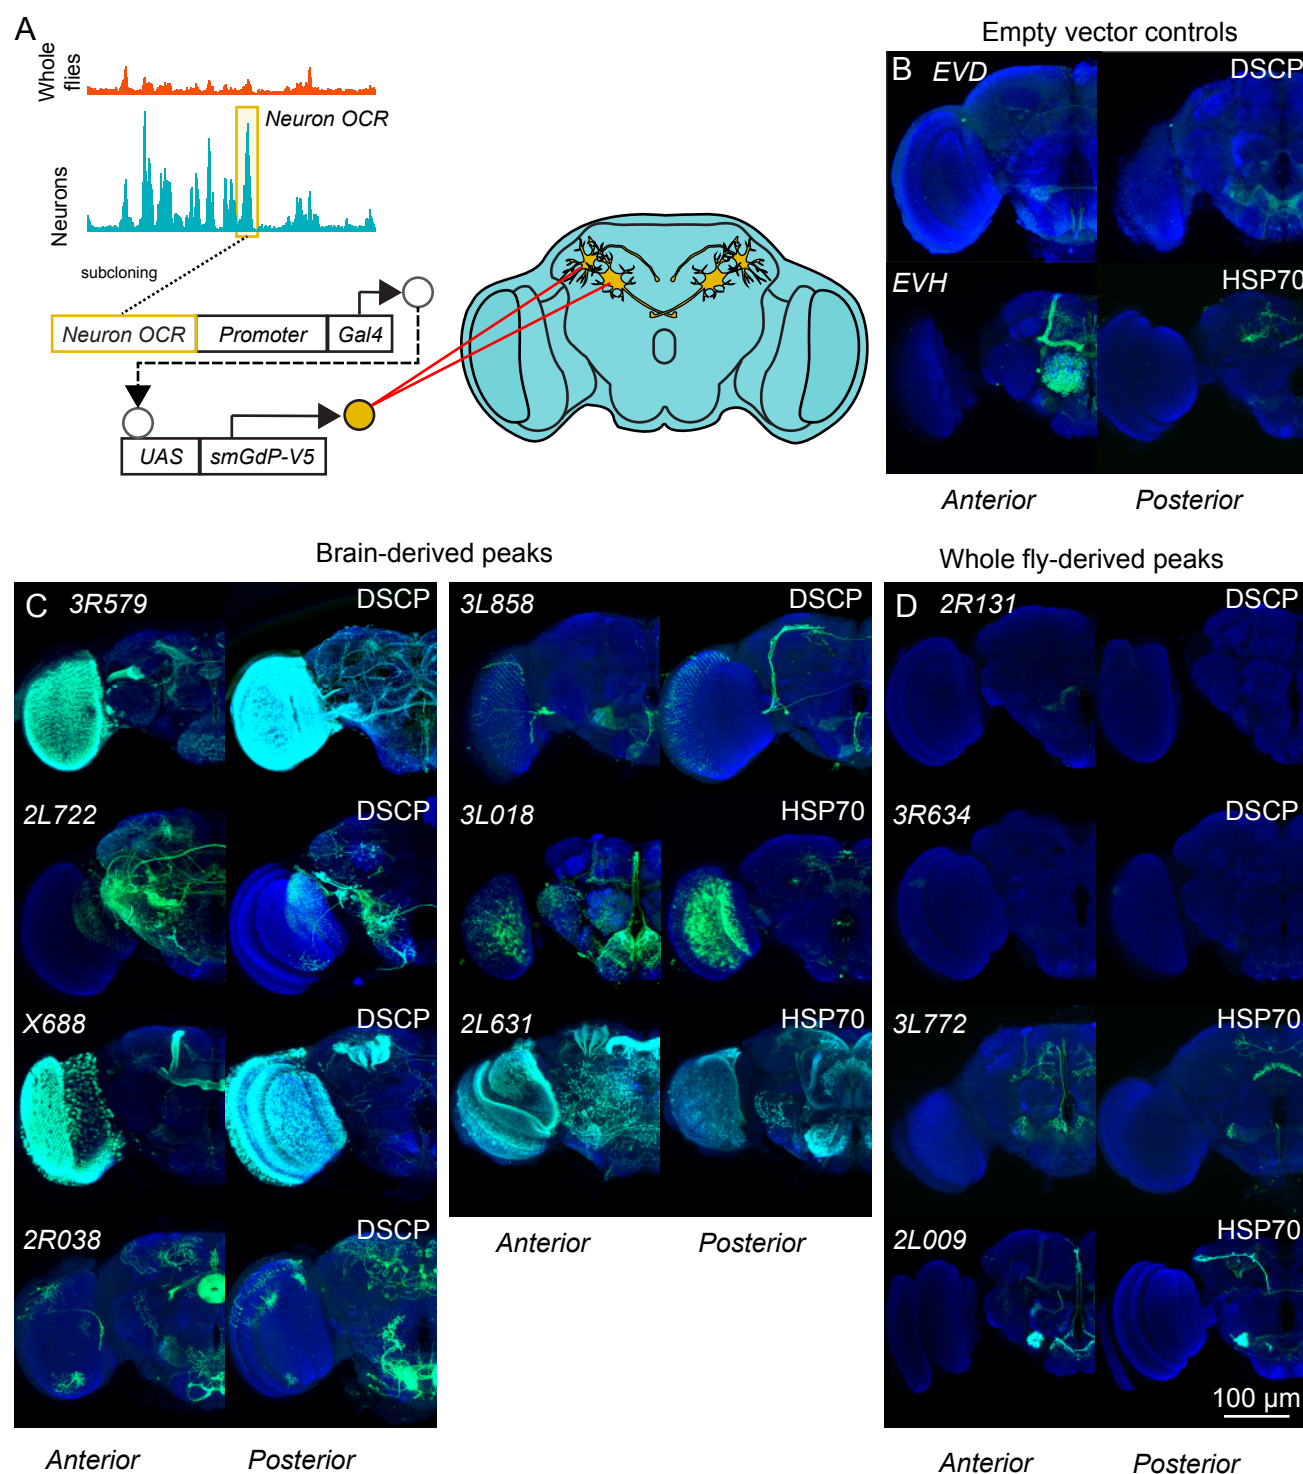 A
Whole
flies
Neuron OCR
Neurons
subcloning
Neuron OCR
Promoter
Gal4
UAS
smGdP-V5
Empty vector controls
B
EVD
DSCP
EVH
HSP70
Anterior
Posterior
Brain-derived peaks
C
3R579
DSCP
2L722
DSCP
X688
DSCP
2R038
DSCP
Anterior
Posterior
3L858
DSCP
3L018
HSP70
2L631
HSP70
Anterior
Posterior
Whole fly-derived peaks
D
2R131
DSCP
3R634
DSCP
3L772
HSP70
2L009
HSP70
100 µm
Anterior
Posterior